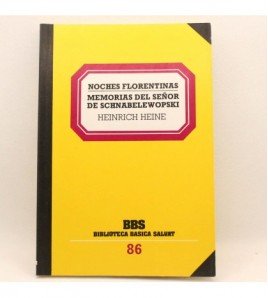 NOCHES FLORENTINAS
MEMORIAS DEL SEÑOR
DE SCHNABELEWOPSKI
HEINRICH HEINE
BBS
BIBLIOTECA BASICA SALVAT
86